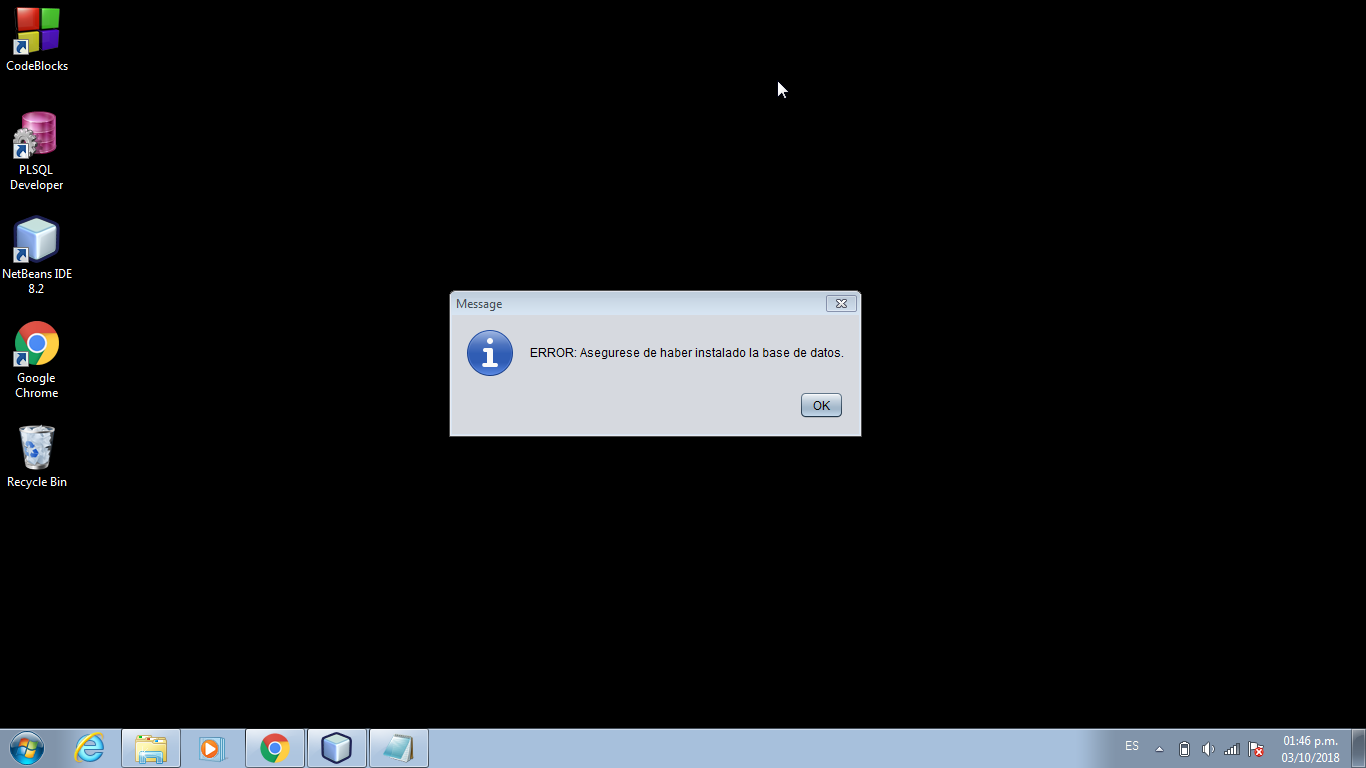 CodeBlocks
PLSQL
Developer
NetBeans IDE
8.2
Google
Chrome
Recycle Bin
Message
ERROR: Asegurese de haber instalado la base de datos.
OK
ES
01:46 p.m.
03/10/2018